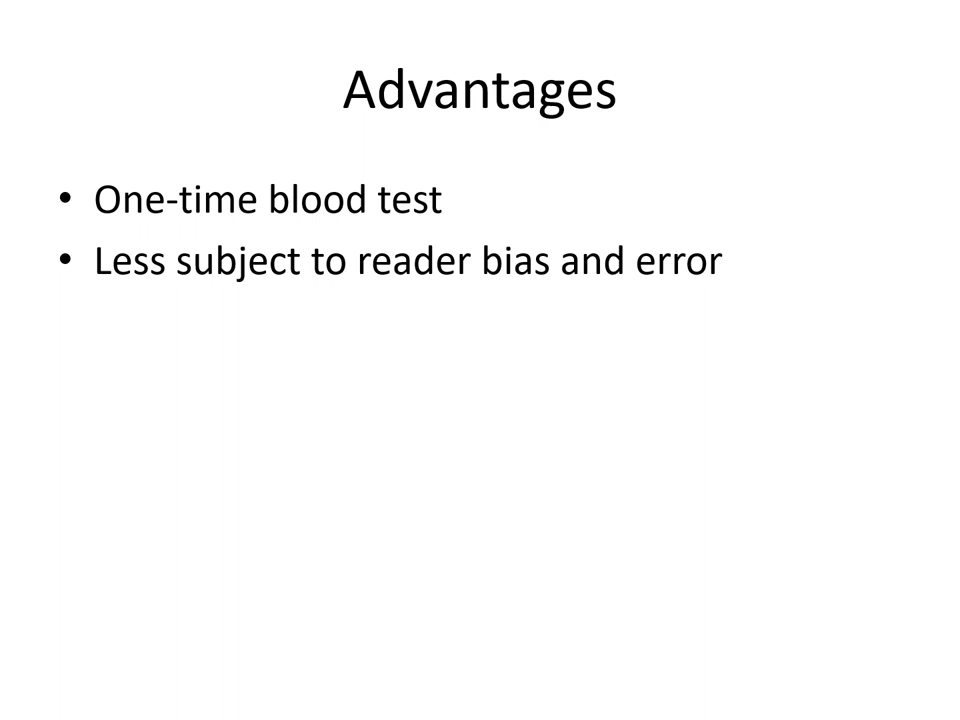 Advantages
• One-time blood test
• Less subject to reader bias and error